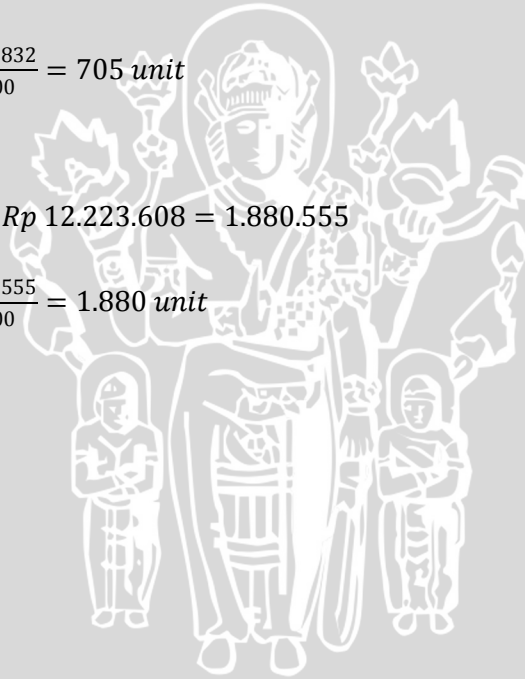 832
00 = 705 unit
Rp 12.223.608 = 1.880.555
555
00 = 1.880 unit